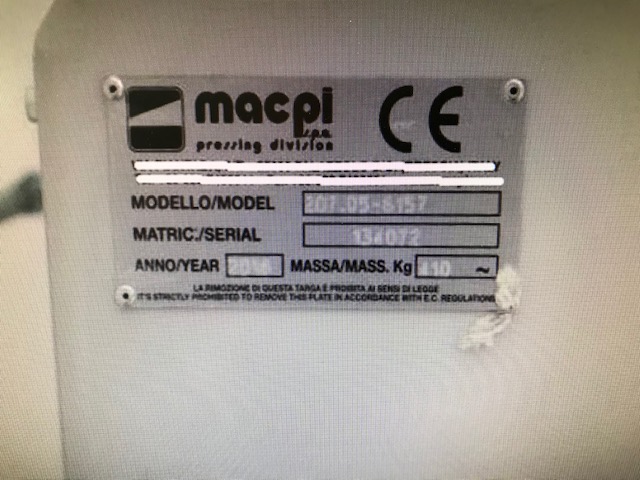 macpi
s.p.a.
pressing division
CE
MODELLO/MODEL
MATRIC./SERIAL 134072
ANNO/YEAR MASSA/MASS. Kg ~
LA RIMOZIONE DI QUESTA TARGA È PROIBITA AI SENSI DI LEGGE
IT'S STRICTLY PROHIBITED TO REMOVE THIS PLATE IN ACCORDANCE WITH E.C. REGULATIONS